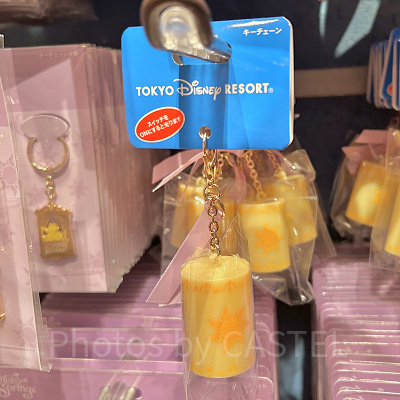 キーチェーン
TOKYO DISNEY RESORT®
スイッチを
ONにすると光ります
Photos by CASTEL
Springs